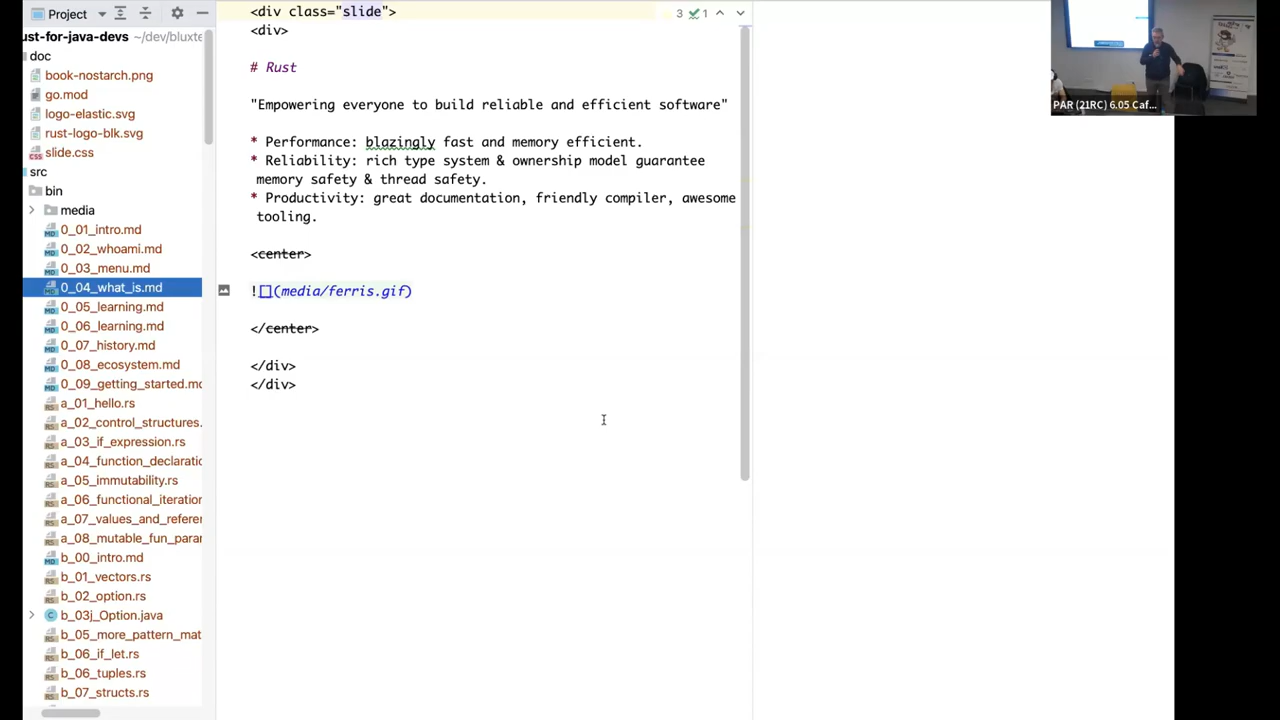 Project
ust-for-java-devs ~/dev/bluxte
doc
book-nostarch.png
go.mod
logo-elastic.svg
rust-logo-blk.svg
slide.css
src
bin
media
0_01_intro.md
0_02_whoami.md
0_03_menu.md
0_04_what_is.md
0_05_learning.md
0_06_learning.md
0_07_history.md
0_08_ecosystem.md
0_09_getting_started.md
a_01_hello.rs
a_02_control_structures.
a_03_if_expression.rs
a_04_function_declaratio
a_05_immutability.rs
a_06_functional_iteration
a_07_values_and_referen
a_08_mutable_fun_para
b_00_intro.md
b_01_vectors.rs
b_02_option.rs
b_03j_Option.java
b_05_more_pattern_mat
b_06_if_let.rs
b_06_tuples.rs
b_07_structs.rs
<div class="slide">
3 1
<div>
# Rust
"Empowering everyone to build reliable and efficient software"
* Performance: blazingly fast and memory efficient.
* Reliability: rich type system & ownership model guarantee
memory safety & thread safety.
* Productivity: great documentation, friendly compiler, awesome
tooling.
<center>
![](media/ferris.gif)
</center>
</div>
</div>
PAR (21RC) 6.05 Caf...